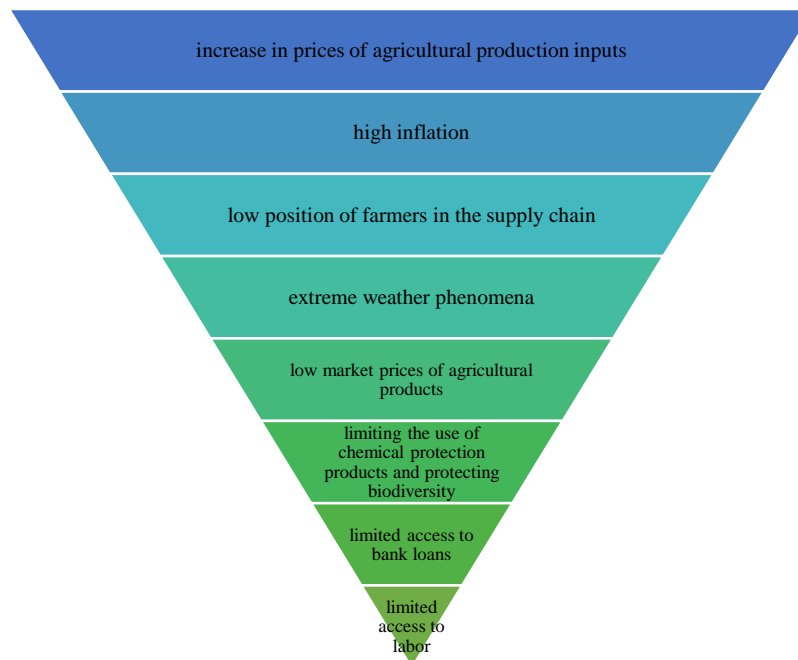 increase in prices of agricultural production inputs
high inflation
low position of farmers in the supply chain
extreme weather phenomena
low market prices of agricultural
products
limiting the use of
chemical protection
products and protecting
biodiversity
limited access to
bank loans
limited
access to
labor